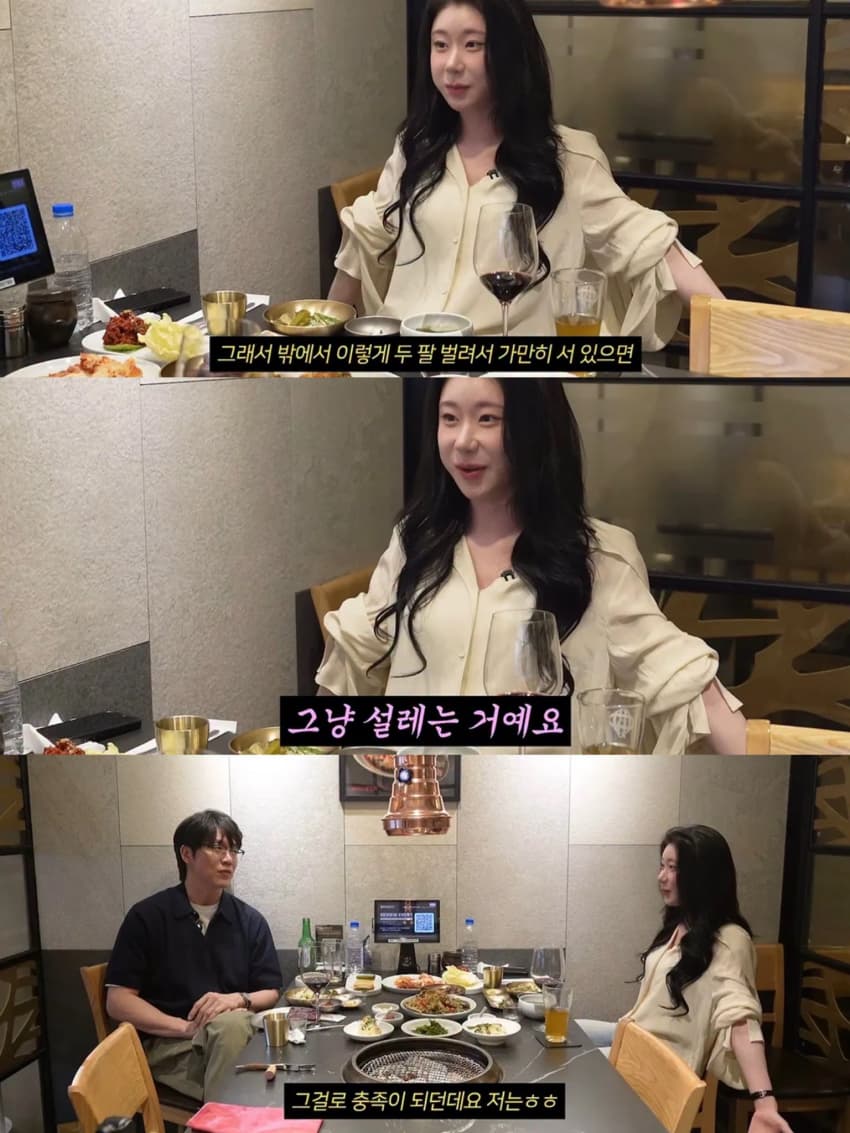 그래서 밖에서 이렇게 두 팔 벌려서 가만히 서 있으면
그냥 설레는 거예요
그걸로 충족이 되던데요 저는ㅎㅎ